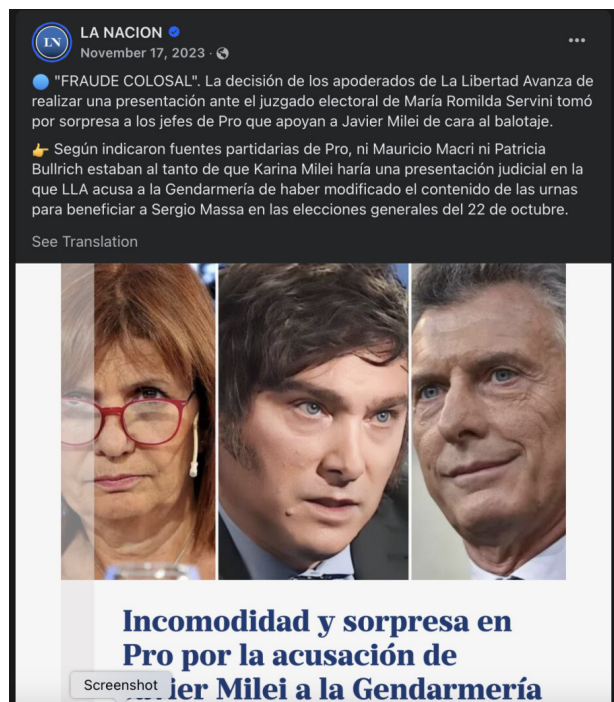 LN
LA NACION
November 17, 2023 ·
"FRAUDE COLOSAL". La decisión de los apoderados de La Libertad Avanza de
realizar una presentación ante el juzgado electoral de María Romilda Servini tomó
por sorpresa a los jefes de Pro que apoyan a Javier Milei de cara al balotaje.
Según indicaron fuentes partidarias de Pro, ni Mauricio Macri ni Patricia
Bullrich estaban al tanto de que Karina Milei haría una presentación judicial en la
que LLA acusa a la Gendarmería de haber modificado el contenido de las urnas
para beneficiar a Sergio Massa en las elecciones generales del 22 de octubre.
See Translation
Incomodidad y sorpresa en
Pro por la acusación de
Milei a la Gendarmería
Screenshot